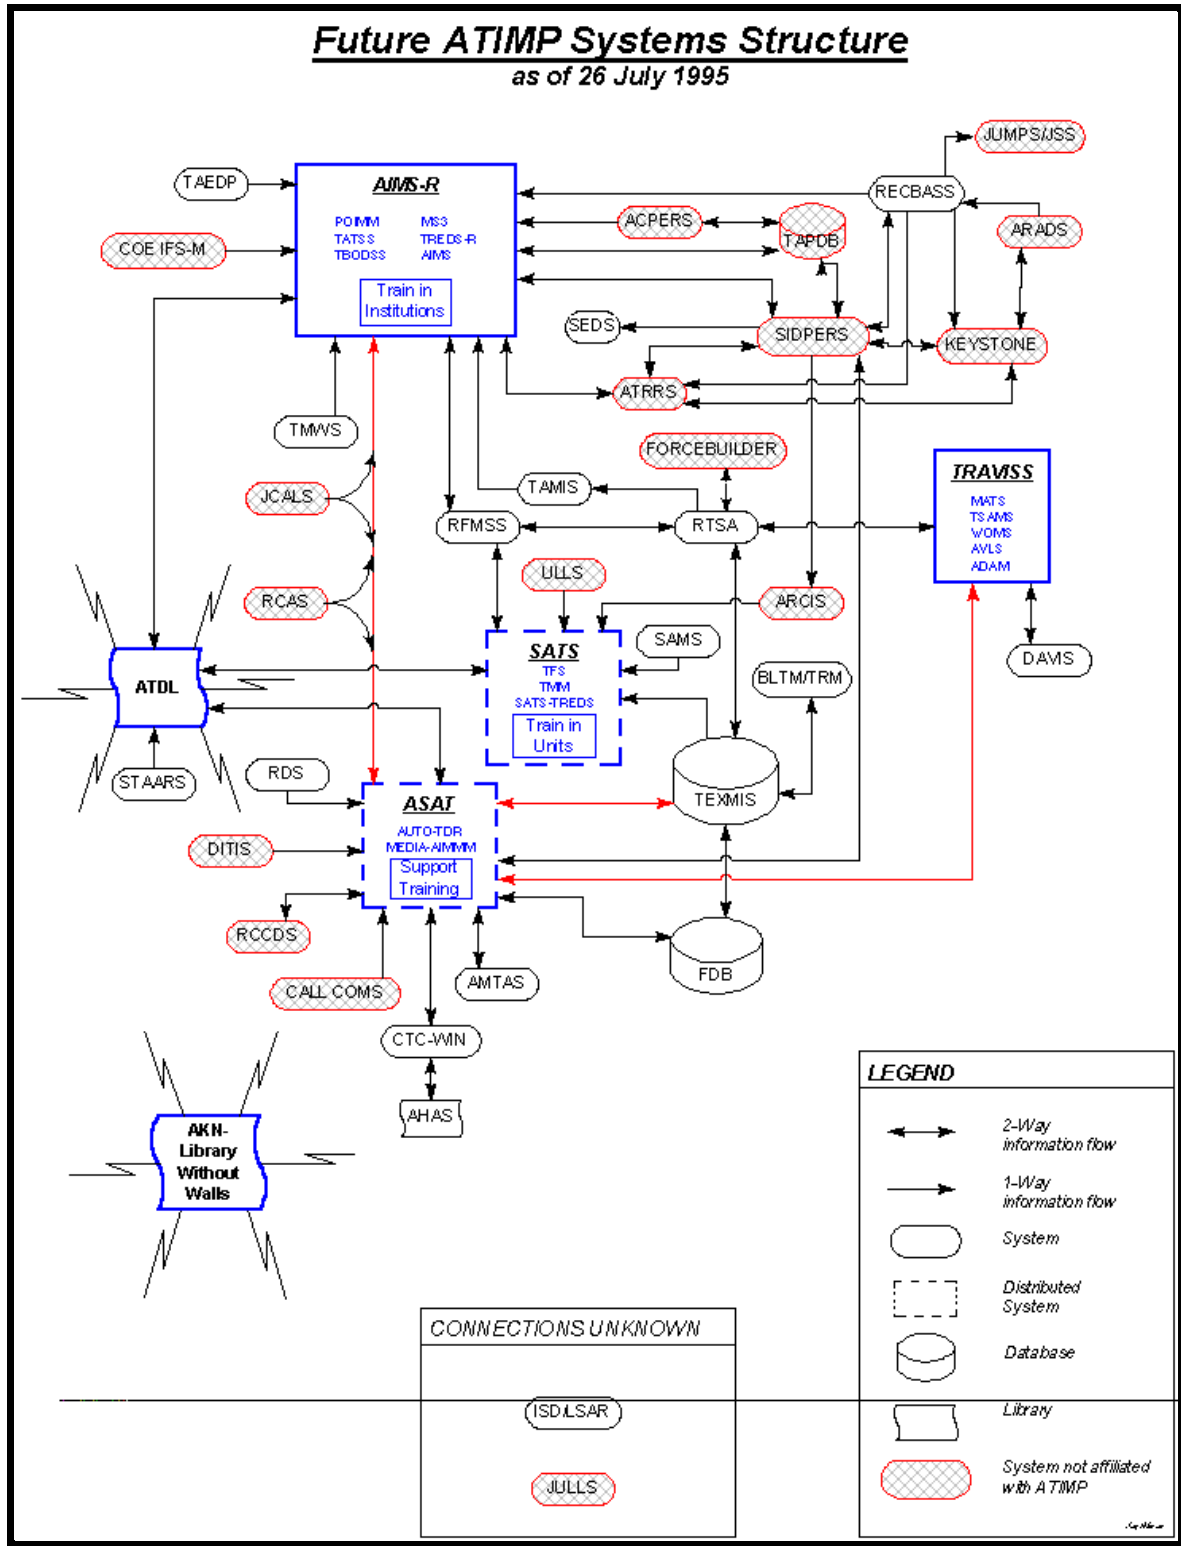 Future ATIMP Systems Structure
as of 26 July 1995
JUMPS/JSS
TAEDP
AIMS-R
RECBASS
POIMM MS3
TATSS TREDS-R
TBODSS AIMS
ACPERS
TAPDB
ARADS
COE IFS-M
Train in
Institutions
SEDS
SIDPERS
KEYSTONE
ATRRS
TMWS
FORCEBUILDER
TRAVISS
JCALS
TAMIS
MATS
TSAMS
WOMS
AVLS
ADAM
RFMSS
RTSA
ULLS
RCAS
ARCIS
SATS
SAMS
TFS
TMM
SATS-TREDS
Train in
Units
BLTM/TRM
DAVIS
ATDL
STAARS
RDS
TEXMIS
ASAT
AUTO-TDR
MEDIA-AIMMM
Support
Training
DITIS
RCCDS
FDB
CALL COMS
AMTAS
CTC-WIN
AHAS
AKN-
Library
Without
Walls
LEGEND
2-Way
information flow
1-Way
information flow
System
Distributed
System
Database
Library
System not affiliated
with ATIMP
CONNECTIONS UNKNOWN
ISD/LSAR
JULLS